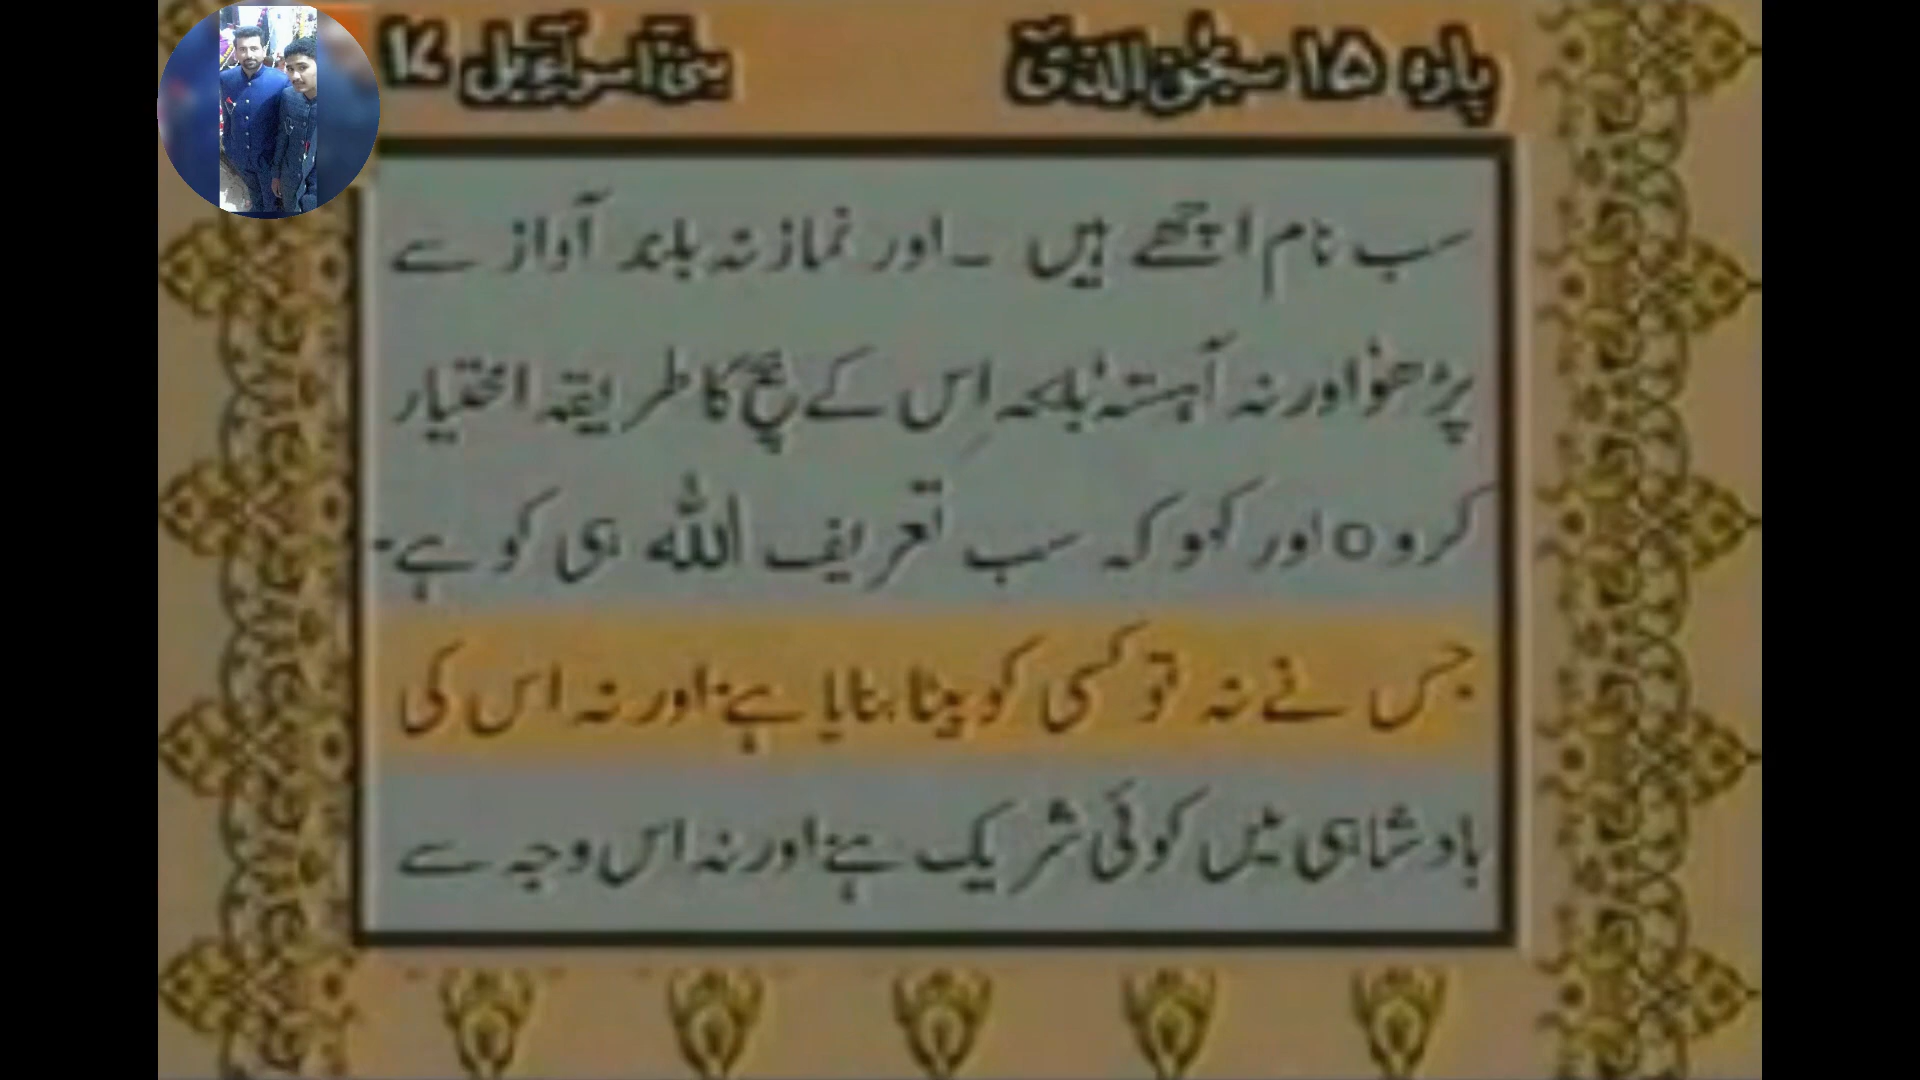 پارہ ۱۵ سبحٰن الذیٓ
بنیٓ اسرآءیل ۱۷
سب نام اچھے ہیں ۔ اور نماز نہ بلند آواز سے
پڑھو اور نہ آہستہ بلکہ اِس کے بیچ کا طریقہ اختیار
کرو ○ اور کہو کہ سب تعریف اللہ ہی کو ہے۔
جس نے نہ تو کسی کو بیٹا بنایا ہے اور نہ اس کی
بادشاہی میں کوئی شریک ہے اور نہ اس وجہ سے